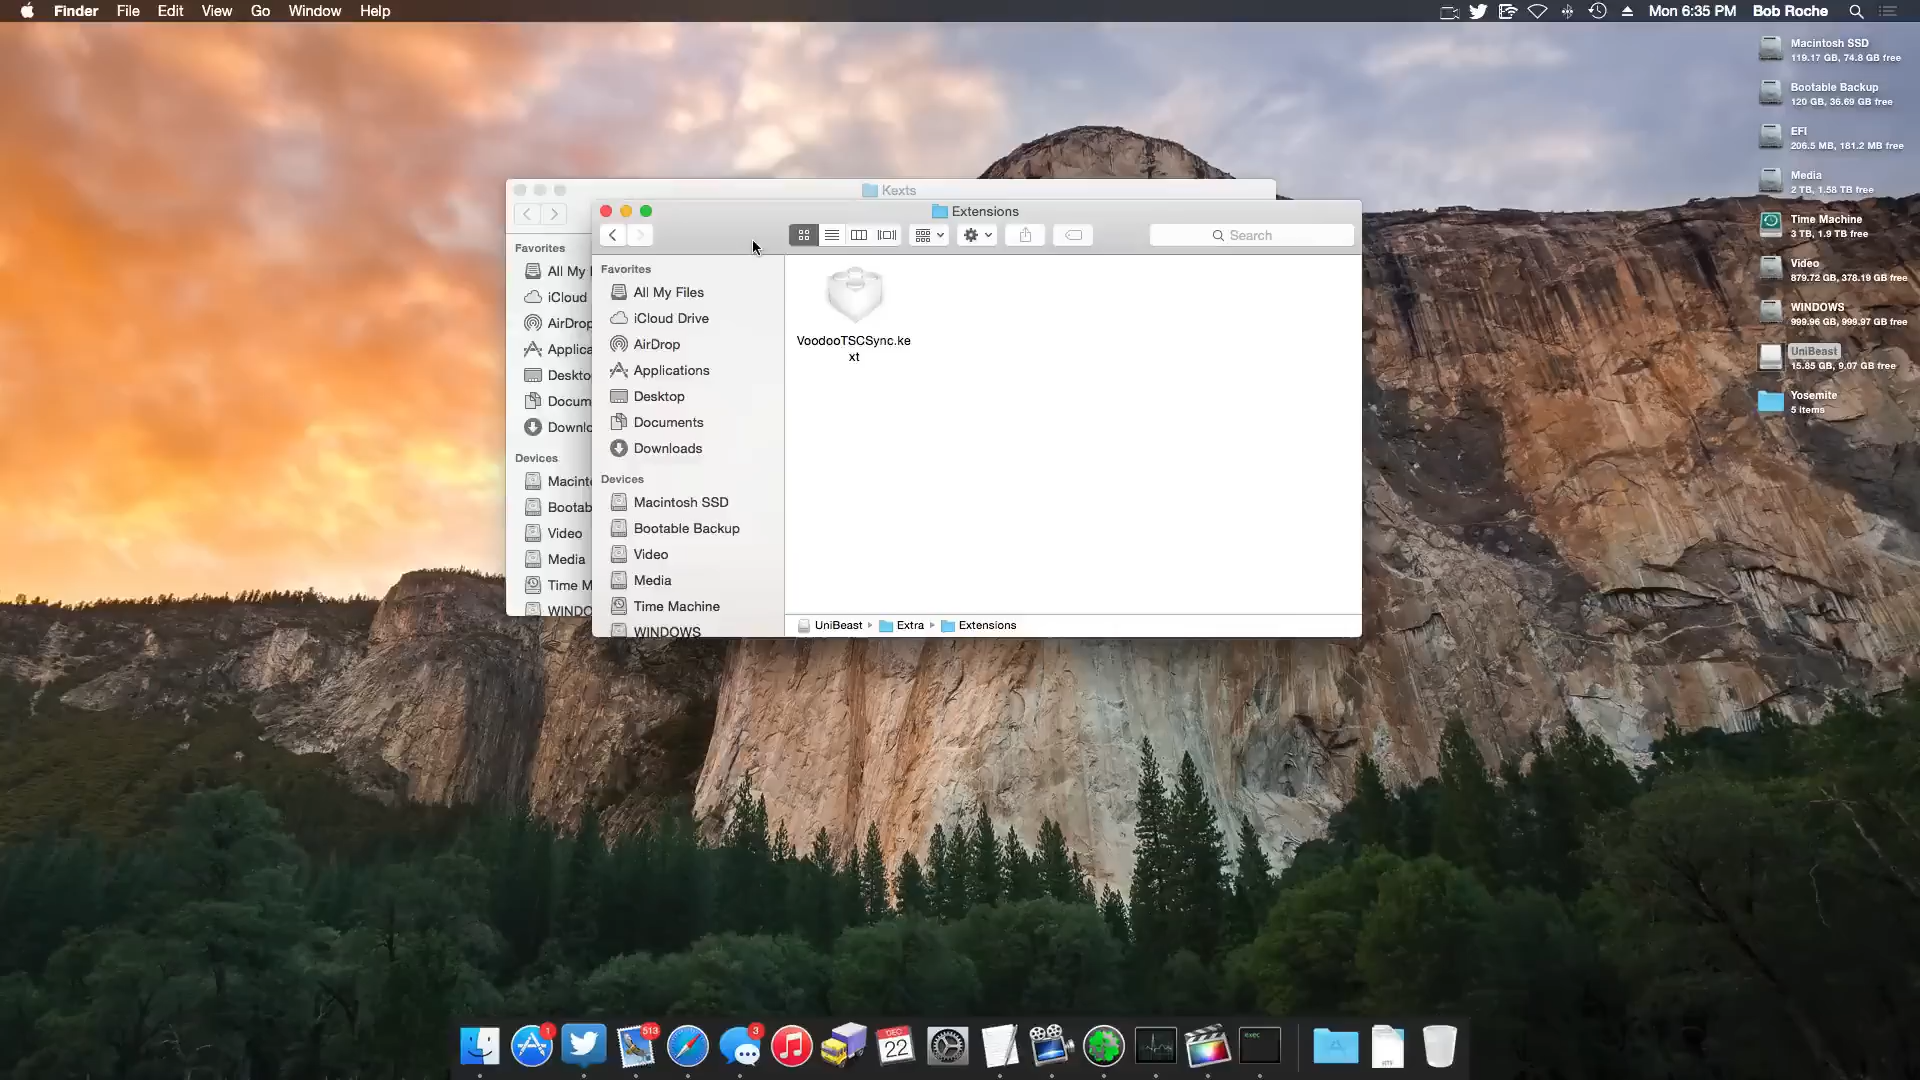 Finder File Edit View Go Window Help
Mon 6:35 PM Bob Roche
Macintosh SSD
119.17 GB, 74.8 GB free
Bootable Backup
120 GB, 36.69 GB free
EFI
206.5 MB, 181.2 MB free
Media
2 TB, 1.58 TB free
Time Machine
3 TB, 1.9 TB free
Video
879.72 GB, 378.19 GB free
WINDOWS
999.96 GB, 999.97 GB free
UniBeast
15.85 GB, 9.07 GB free
Yosemite
5 items
Kexts
Favorites
All My
iCloud
AirDrop
Applica
Deskto
Docum
Downlo
Devices
Macint
Bootab
Video
Media
Time M
WINDO
Extensions
Search
Favorites
All My Files
iCloud Drive
AirDrop
Applications
Desktop
Documents
Downloads
Devices
Macintosh SSD
Bootable Backup
Video
Media
Time Machine
WINDOWS
VoodooTSCSync.ke
xt
UniBeast Extra Extensions
1
513
3
DEC
22
exec